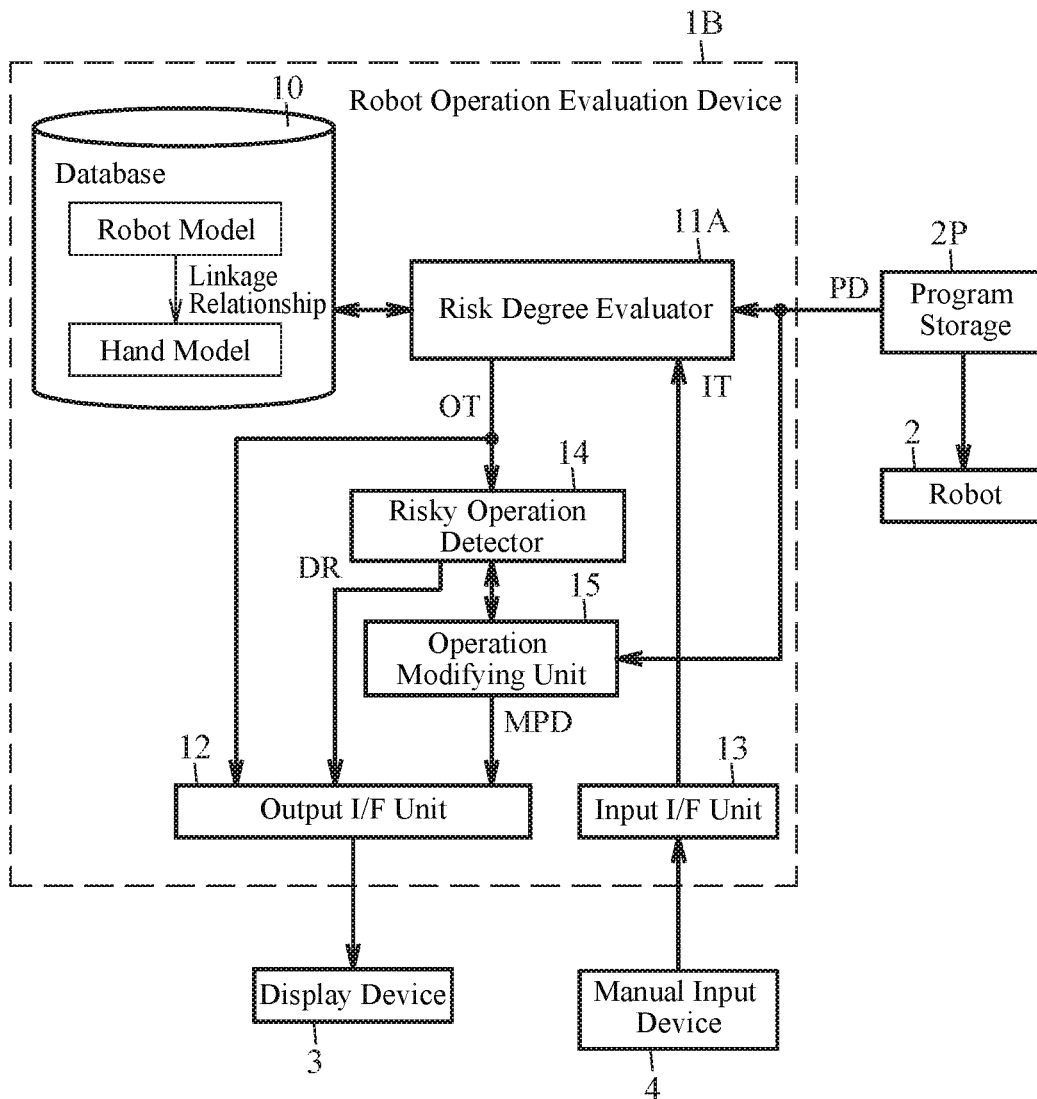 1B
10
Robot Operation Evaluation Device
Database
Robot Model
Linkage
Relationship
Hand Model
11A
Risk Degree Evaluator
PD
2P
Program
Storage
OT
IT
2
Robot
14
Risky Operation
Detector
DR
15
Operation
Modifying Unit
MPD
12
Output I/F Unit
13
Input I/F Unit
Display Device
3
Manual Input
Device
4